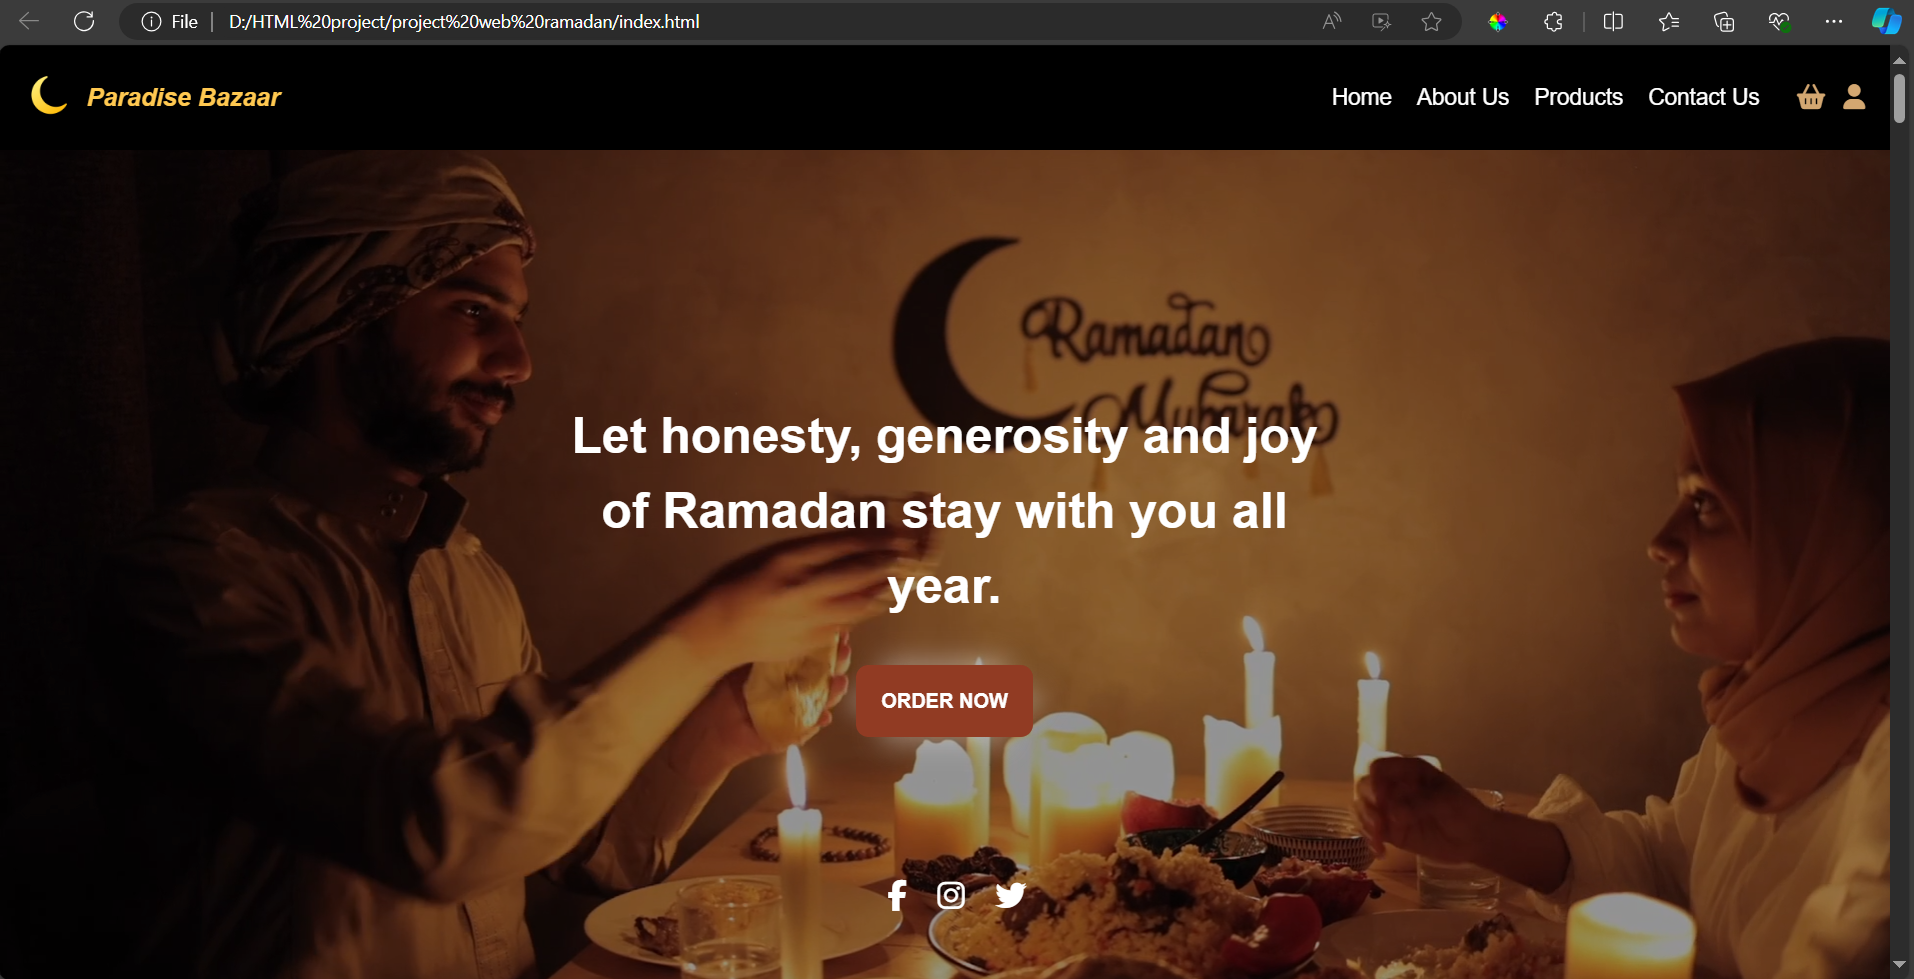 File
D:/HTML%20project/project%20web%20ramadan/index.html
Paradise Bazaar
Home About Us Products Contact Us
Ramadan
Mubarak
Let honesty, generosity and joy
of Ramadan stay with you all
year.
ORDER NOW